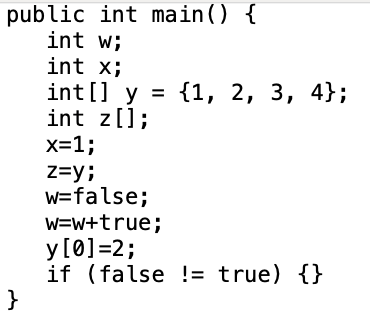 public int main() {
   int w;
   int x;
   int[] y = {1, 2, 3, 4};
   int z[];
   x=1;
   z=y;
   w=false;
   w=w+true;
   y[0]=2;
   if (false != true) {}
}